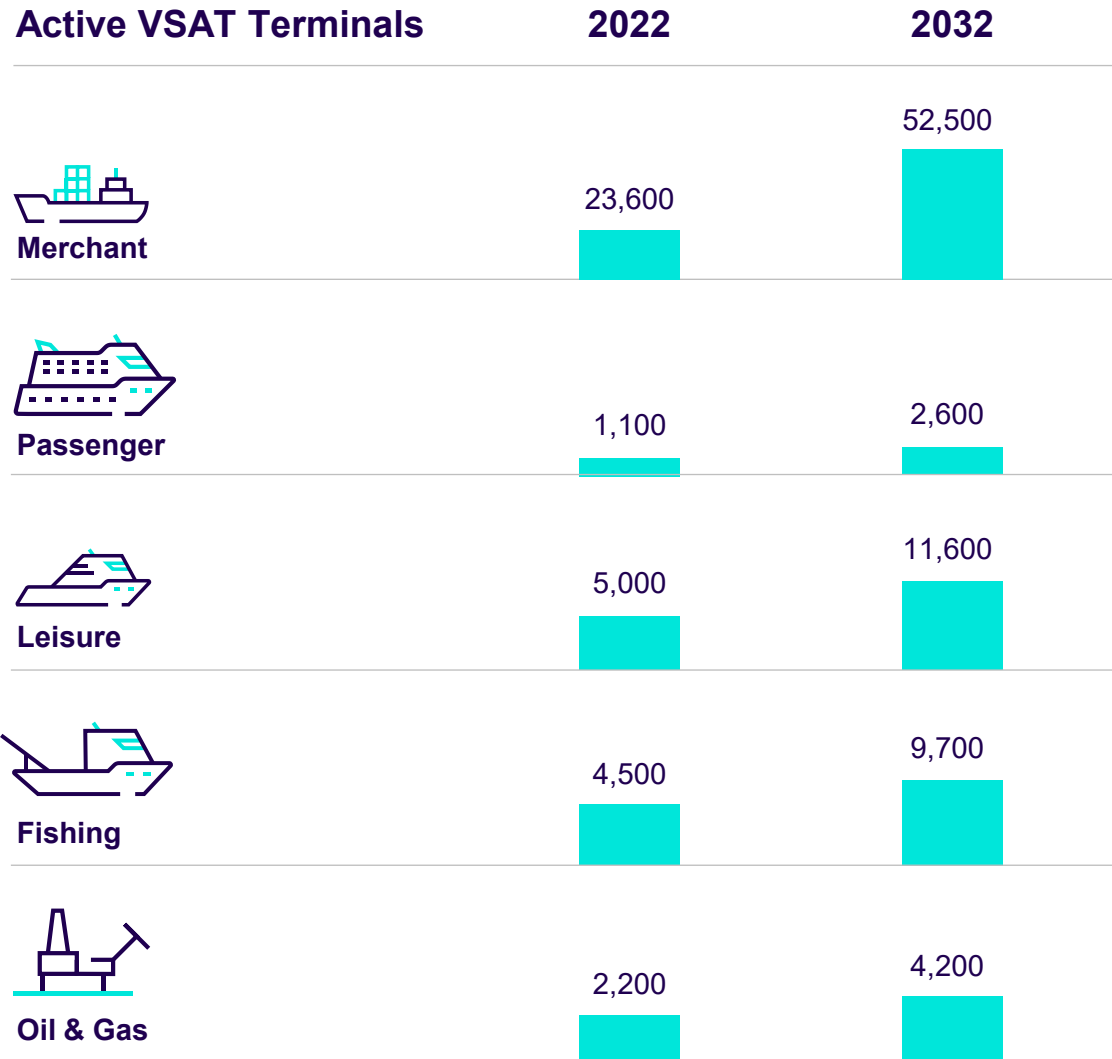 Active VSAT Terminals 2022 2032
52,500
23,600
Merchant
2,600
1,100
Passenger
11,600
5,000
Leisure
9,700
4,500
Fishing
4,200
2,200
Oil & Gas